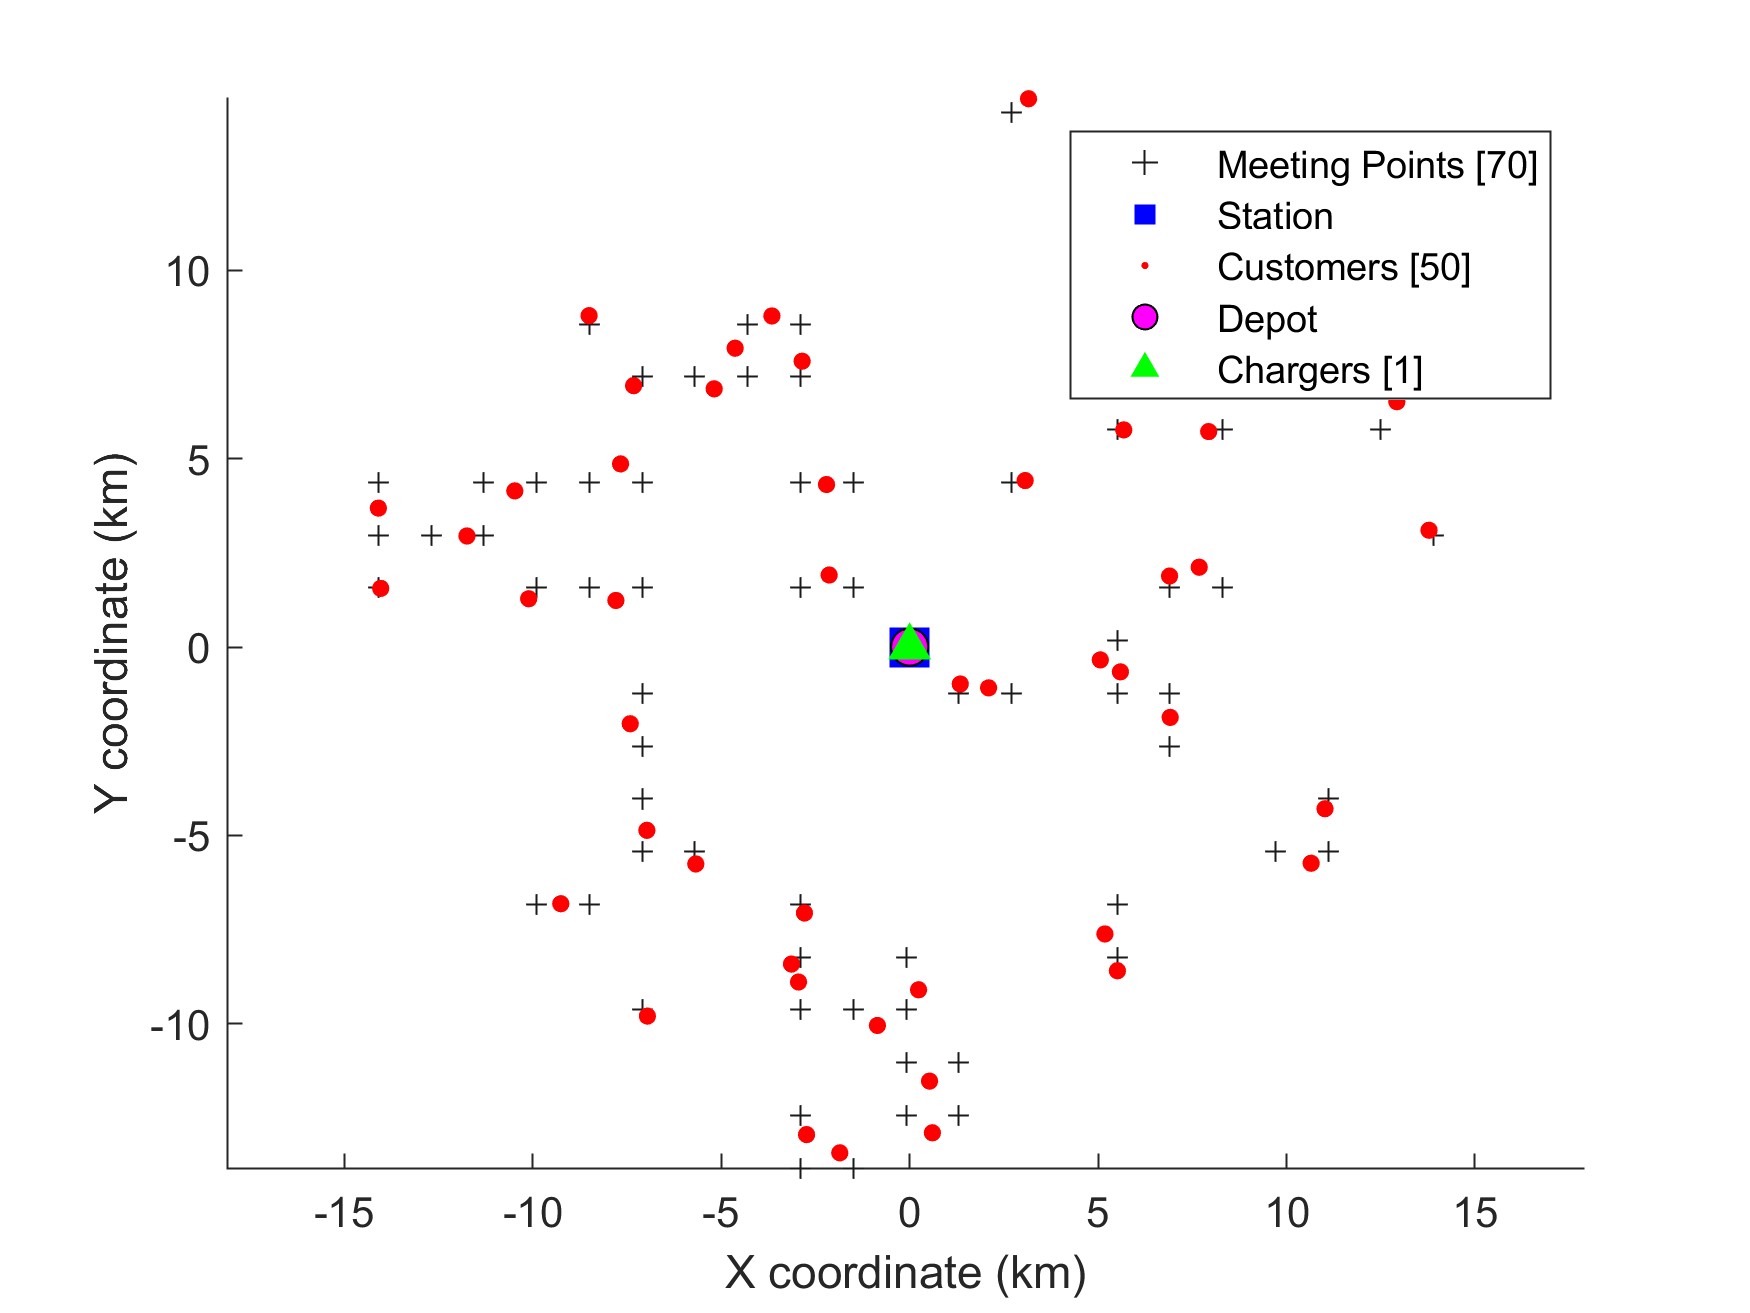 Meeting Points [70]
Station
Customers [50]
Depot
Chargers [1]
10
5
0
-5
-10
Y coordinate (km)
-15 -10 -5 0 5 10 15
X coordinate (km)